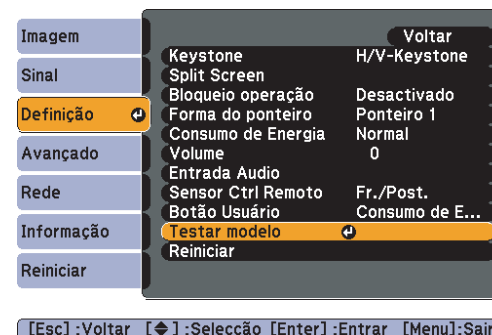 Imagem
Sinal
Definição
Avançado
Rede
Informação
Reiniciar
Voltar
Keystone H/V-Keystone
Split Screen
Bloqueio operação Desactivado
Forma do ponteiro Ponteiro 1
Consumo de Energia Normal
Volume 0
Entrada Audio
Sensor Ctrl Remoto Fr./Post.
Botão Usuário Consumo de E...
Testar modelo
Reiniciar
[Esc] :Voltar [◆] :Selecção [Enter] :Entrar [Menu]:Sair